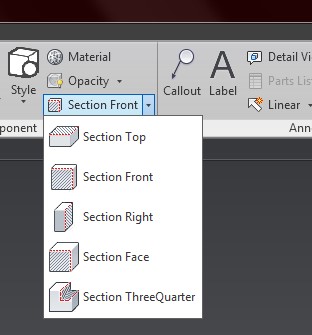 Material
Detail Vi
Style
Opacity
Callout
Label
Parts Lis
Section Front
Linear
ponent
Anno
Section Top
Section Front
Section Right
Section Face
Section ThreeQuarter